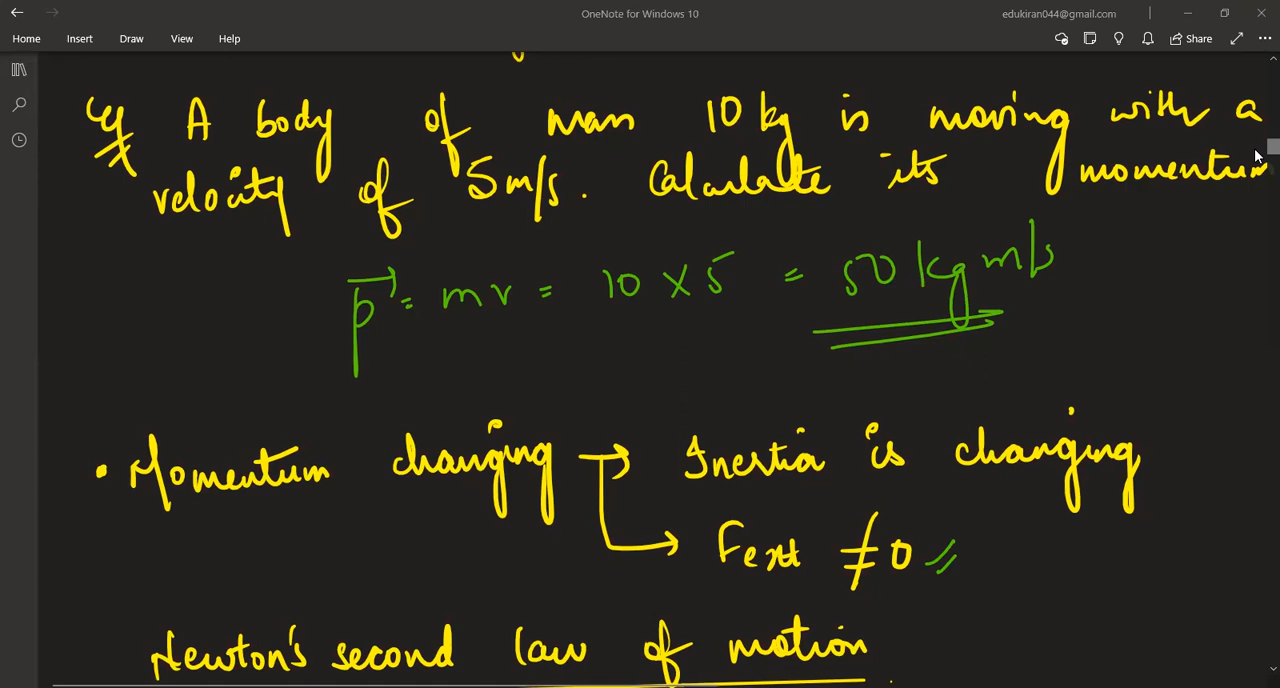 OneNote for Windows 10
edukiran044@gmail.com
Home Insert Draw View Help
Share
eg A body of mass 10 kg is moving with a
velocity of 5m/s. Calculate its momentum
p = mv = 10 × 5 = 50 kg m/s
• Momentum changing → Inertia is changing
→ Fext ≠ 0
Newton's second law of motion